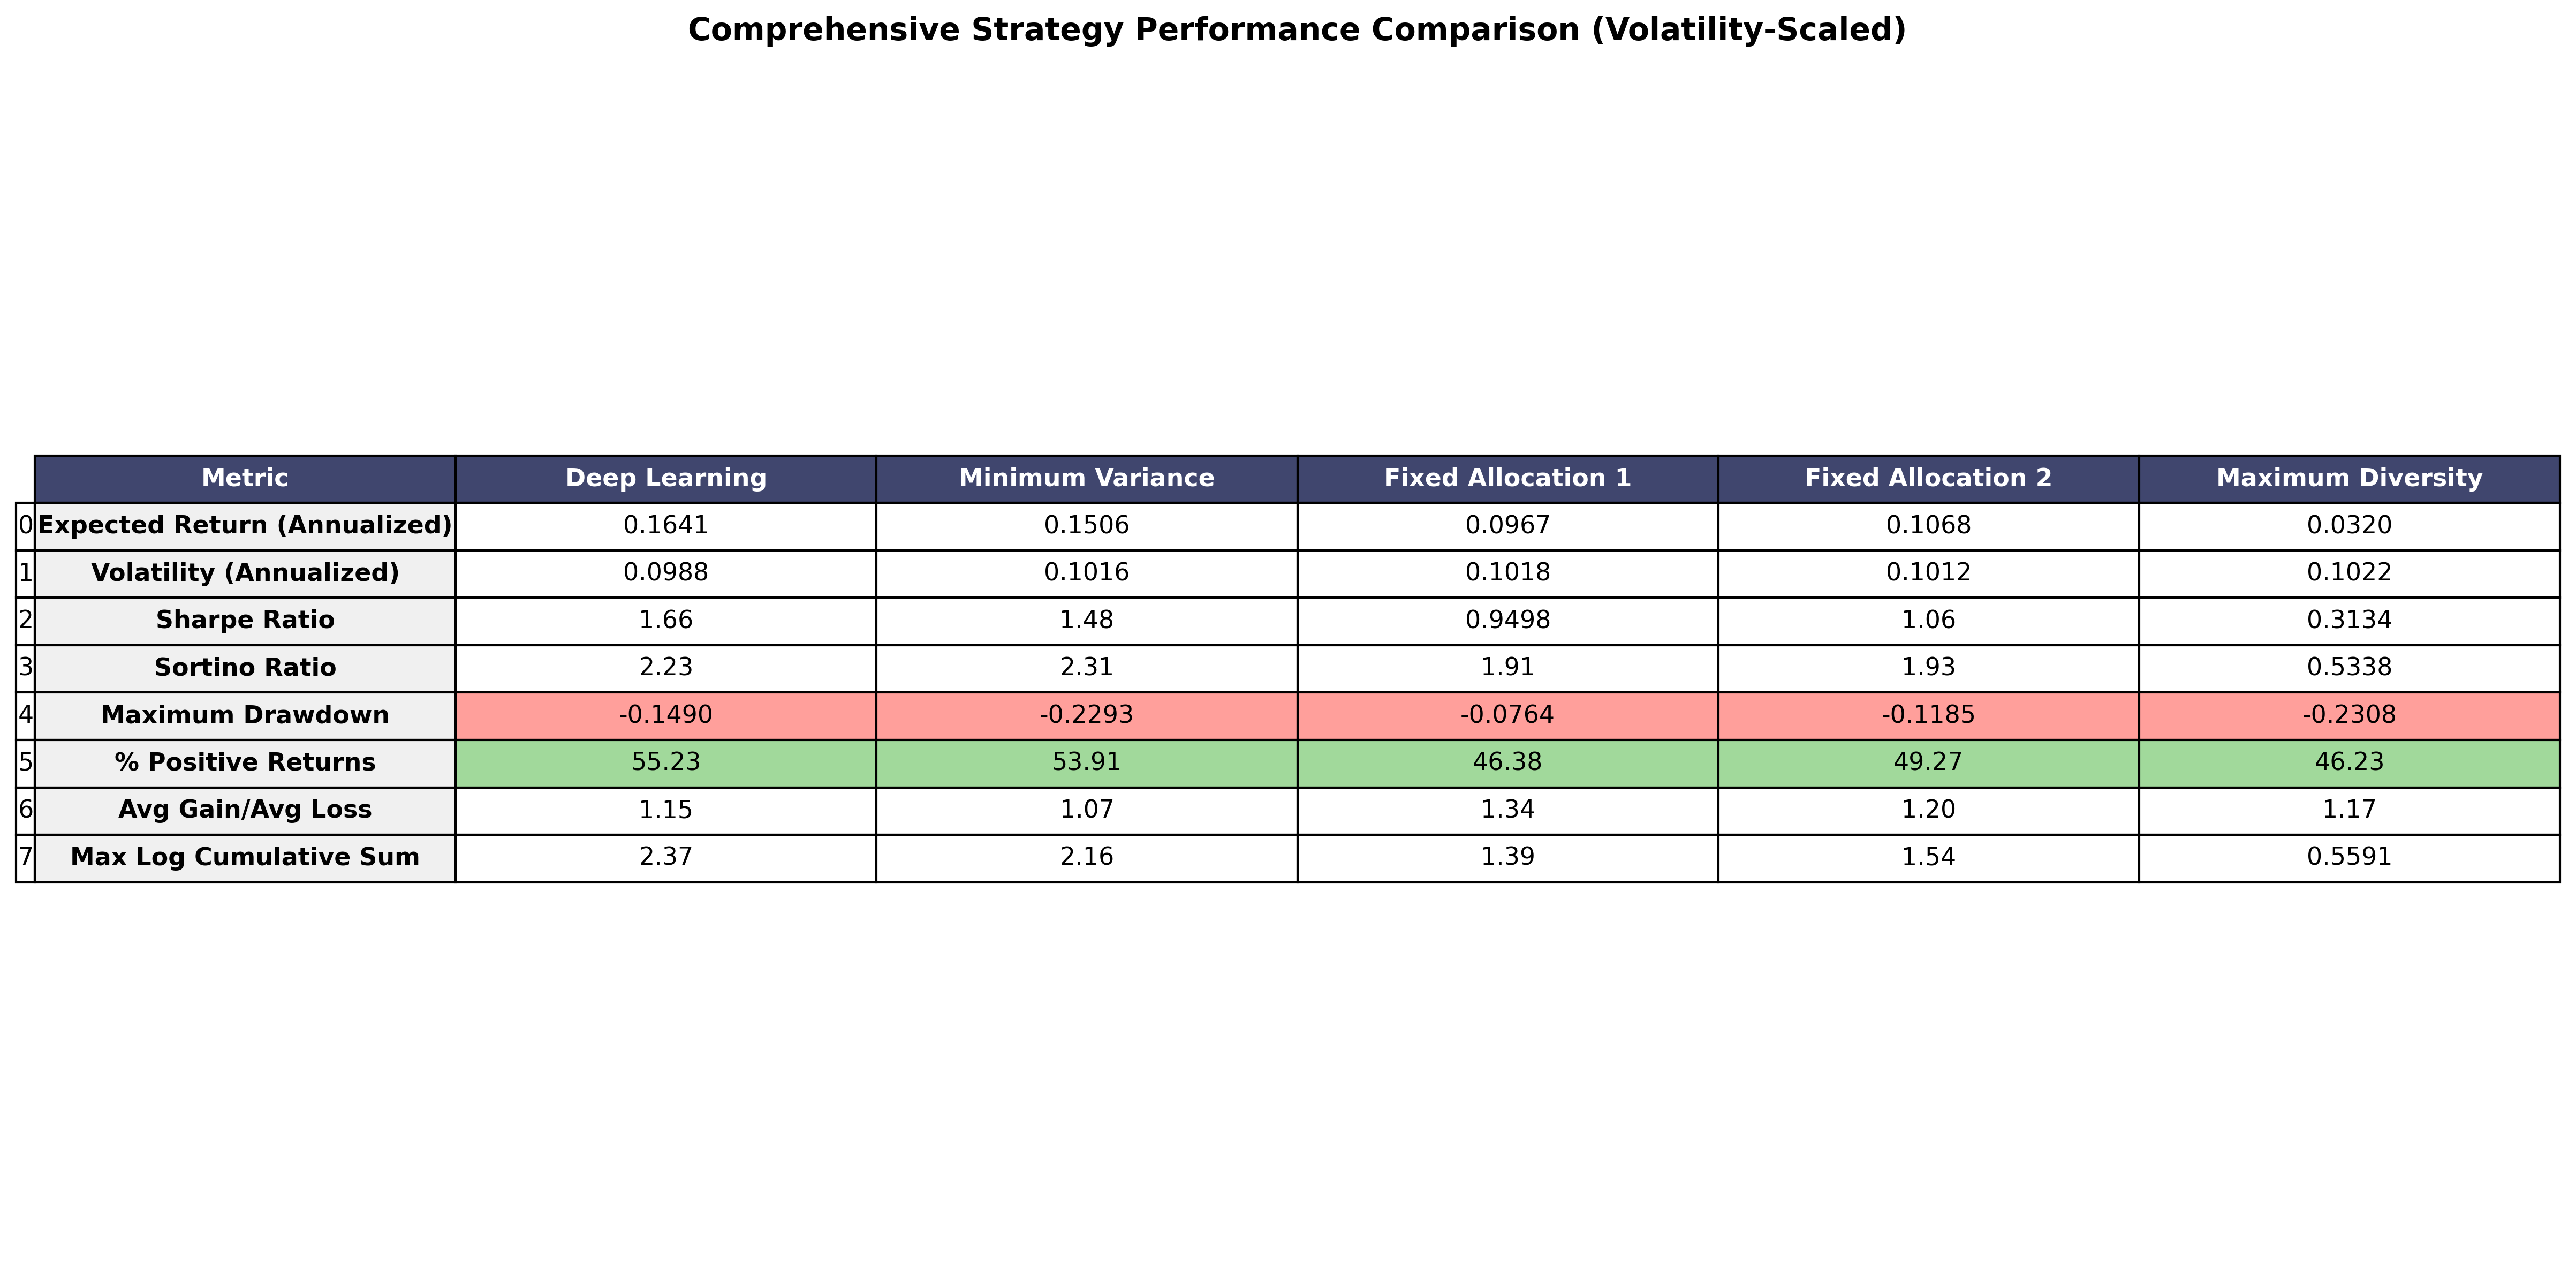 Comprehensive Strategy Performance Comparison (Volatility-Scaled)
Metric Deep Learning Minimum Variance Fixed Allocation 1 Fixed Allocation 2 Maximum Diversity
0 Expected Return (Annualized) 0.1641 0.1506 0.0967 0.1068 0.0320
1 Volatility (Annualized) 0.0988 0.1016 0.1018 0.1012 0.1022
2 Sharpe Ratio 1.66 1.48 0.9498 1.06 0.3134
3 Sortino Ratio 2.23 2.31 1.91 1.93 0.5338
4 Maximum Drawdown -0.1490 -0.2293 -0.0764 -0.1185 -0.2308
5 % Positive Returns 55.23 53.91 46.38 49.27 46.23
6 Avg Gain/Avg Loss 1.15 1.07 1.34 1.20 1.17
7 Max Log Cumulative Sum 2.37 2.16 1.39 1.54 0.5591